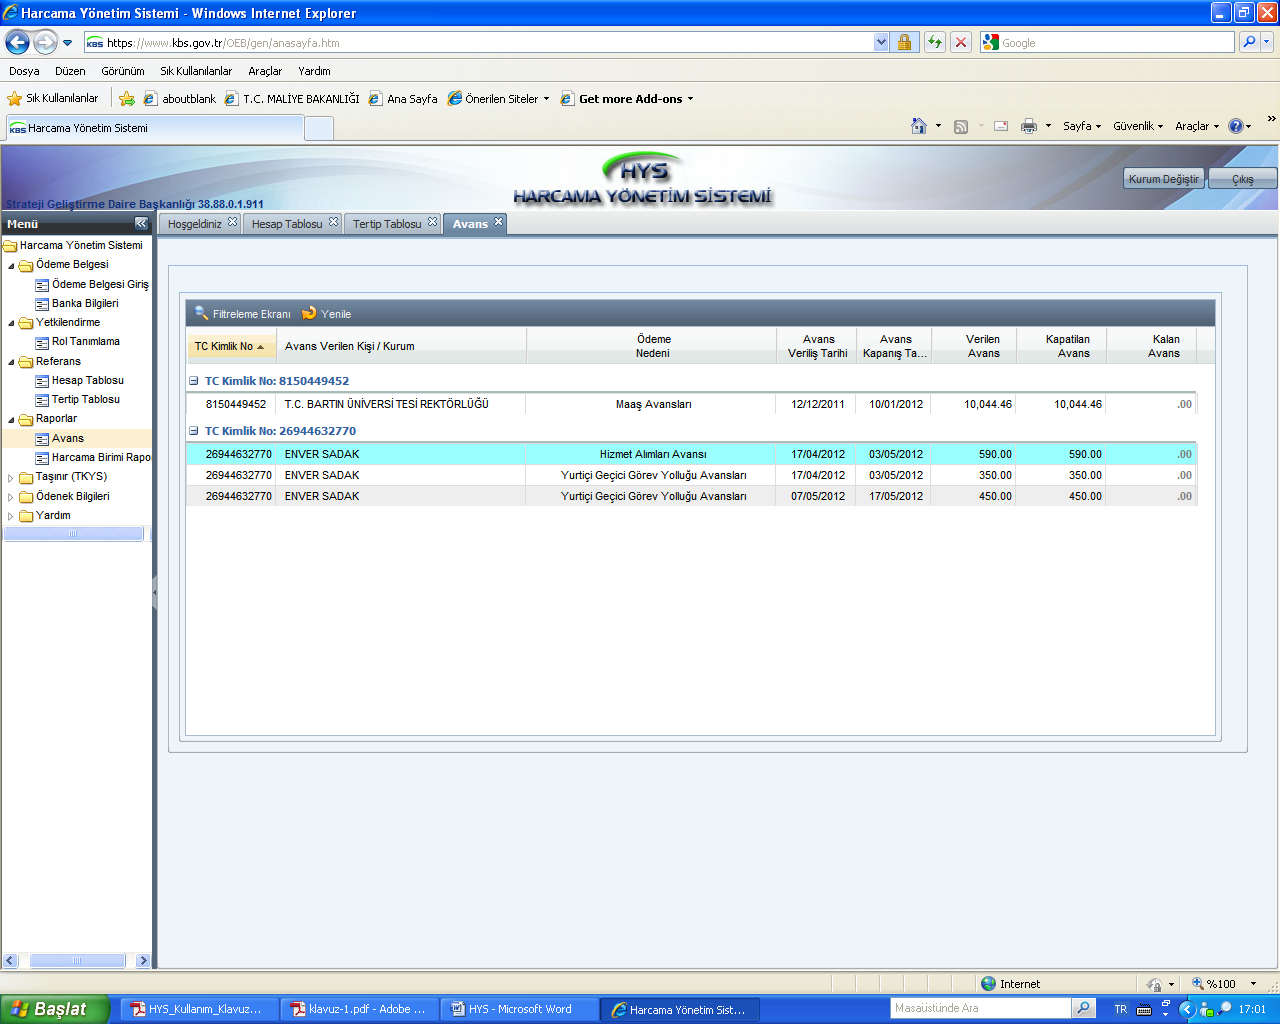 Harcama Yönetim Sistemi - Windows Internet Explorer
KBS https://www.kbs.gov.tr/OEB/gen/anasayfa.htm
Google
Dosya Düzen Görünüm Sık Kullanılanlar Araçlar Yardım
Sık Kullanılanlar aboutblank T.C. MALİYE BAKANLIĞI Ana Sayfa Önerilen Siteler Get more Add-ons
KBS Harcama Yönetim Sistemi
Sayfa Güvenlik Araçlar
HYS
HARCAMA YÖNETİM SİSTEMİ
Kurum Değiştir Çıkış
Strateji Geliştirme Daire Başkanlığı 38.88.0.1.911
Menü
Hoşgeldiniz Hesap Tablosu Tertip Tablosu Avans
Harcama Yönetim Sistemi
Ödeme Belgesi
Ödeme Belgesi Giriş
Banka Bilgileri
Yetkilendirme
Rol Tanımlama
Referans
Hesap Tablosu
Tertip Tablosu
Raporlar
Avans
Harcama Birimi Rapo
Taşınır (TKYS)
Ödenek Bilgileri
Yardım
Filtreleme Ekranı Yenile
TC Kimlik No Avans Verilen Kişi / Kurum Ödeme Nedeni Avans Veriliş Tarihi Avans Kapanış Ta... Verilen Avans Kapatılan Avans Kalan Avans
TC Kimlik No: 8150449452
8150449452 T.C. BARTIN ÜNİVERSİTESİ REKTÖRLÜĞÜ Maaş Avansları 12/12/2011 10/01/2012 10,044.46 10,044.46 .00
TC Kimlik No: 26944632770
26944632770 ENVER SADAK Hizmet Alımları Avansı 17/04/2012 03/05/2012 590.00 590.00 .00
26944632770 ENVER SADAK Yurtiçi Geçici Görev Yolluğu Avansları 17/04/2012 03/05/2012 350.00 350.00 .00
26944632770 ENVER SADAK Yurtiçi Geçici Görev Yolluğu Avansları 07/05/2012 17/05/2012 450.00 450.00 .00
Internet %100
Başlat HYS_Kullanım_Klavuz... klavuz-1.pdf - Adobe ... HYS - Microsoft Word Harcama Yönetim Sist... Masaüstünde Ara TR 17:01